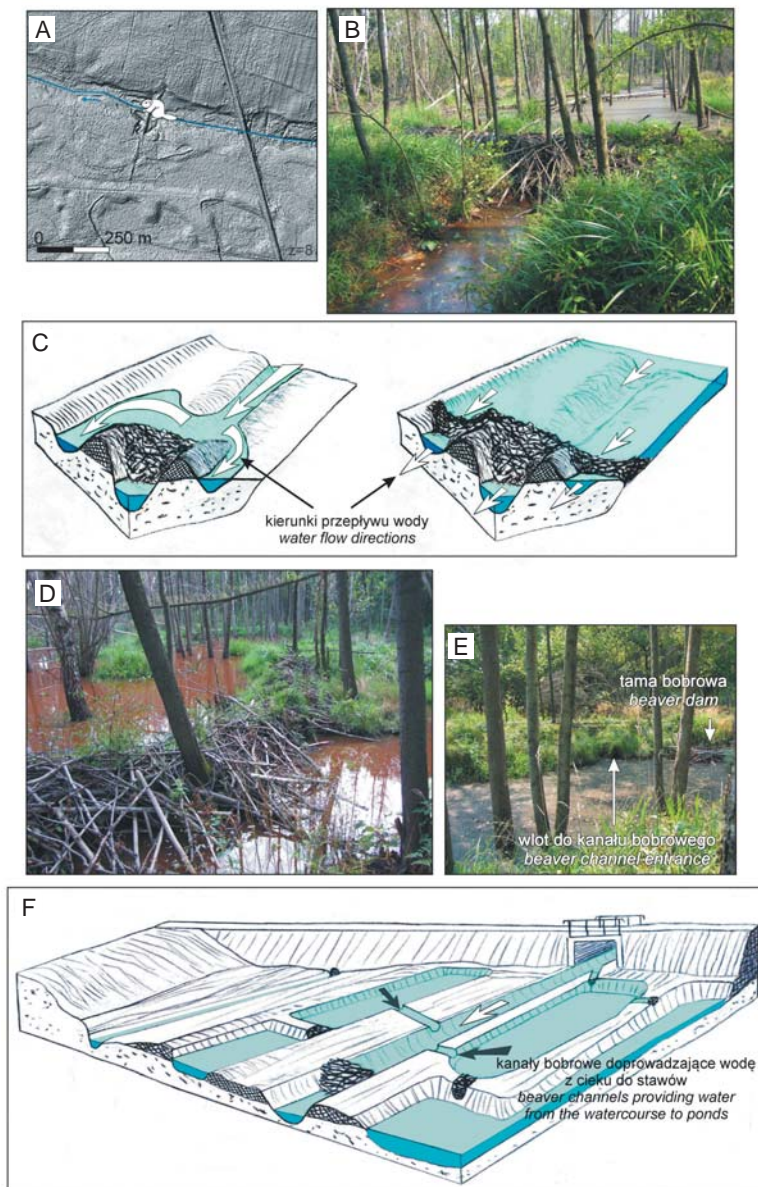 A
0 250 m
z=8
B
C
kierunki przepływu wody
water flow directions
D
E
tama bobrowa
beaver dam
wlot do kanału bobrowego
beaver channel entrance
F
kanały bobrowe doprowadzające wodę
z cieku do stawów
beaver channels providing water
from the watercourse to ponds